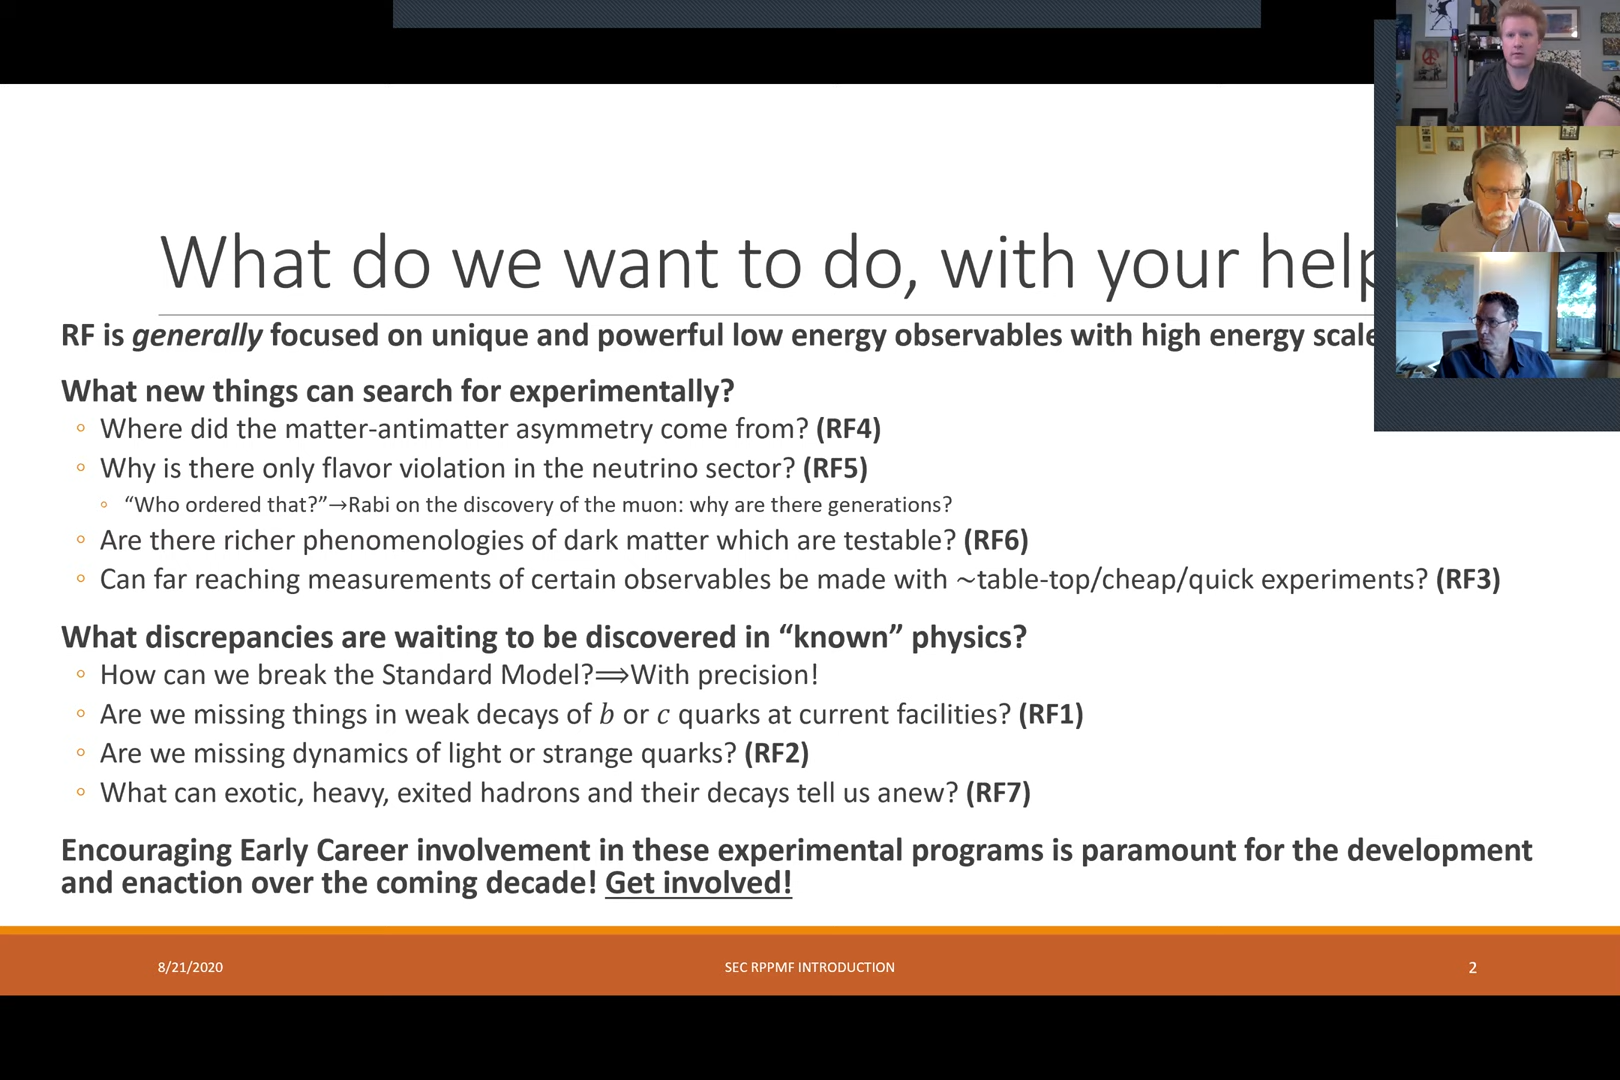 What do we want to do, with your help
RF is generally focused on unique and powerful low energy observables with high energy scale
What new things can search for experimentally?
◦ Where did the matter-antimatter asymmetry come from? (RF4)
◦ Why is there only flavor violation in the neutrino sector? (RF5)
◦ “Who ordered that?”→Rabi on the discovery of the muon: why are there generations?
◦ Are there richer phenomenologies of dark matter which are testable? (RF6)
◦ Can far reaching measurements of certain observables be made with ~table-top/cheap/quick experiments? (RF3)
What discrepancies are waiting to be discovered in “known” physics?
◦ How can we break the Standard Model?⟹With precision!
◦ Are we missing things in weak decays of b or c quarks at current facilities? (RF1)
◦ Are we missing dynamics of light or strange quarks? (RF2)
◦ What can exotic, heavy, exited hadrons and their decays tell us anew? (RF7)
Encouraging Early Career involvement in these experimental programs is paramount for the development
and enaction over the coming decade! Get involved!
8/21/2020
SEC RPPMF INTRODUCTION
2